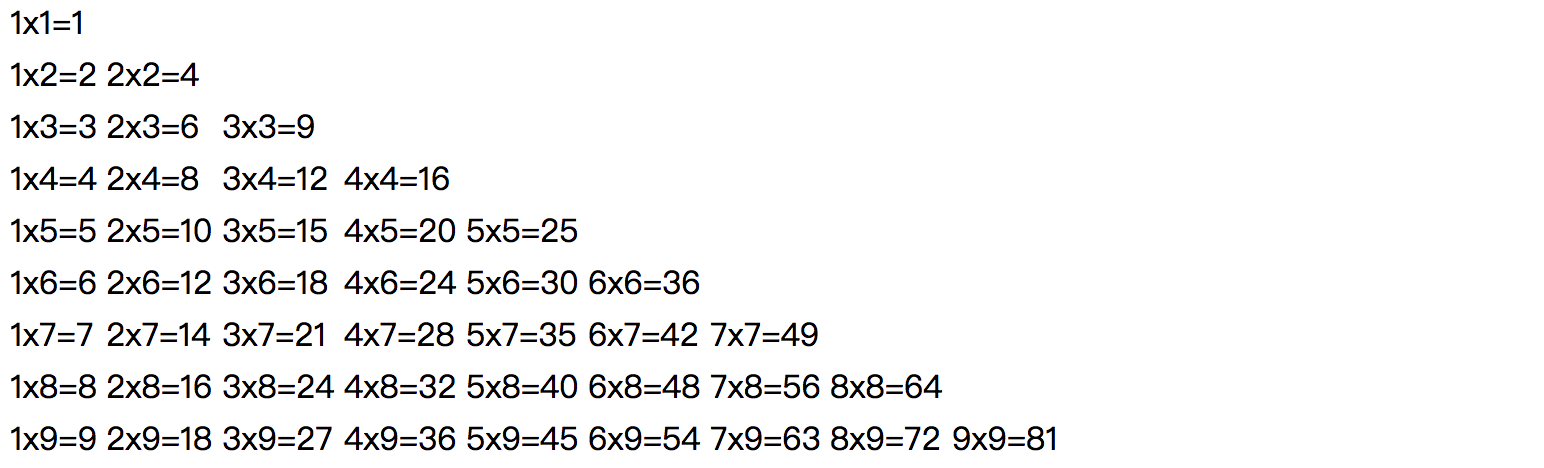 1x1=1
1x2=2 2x2=4
1x3=3 2x3=6 3x3=9
1x4=4 2x4=8 3x4=12 4x4=16
1x5=5 2x5=10 3x5=15 4x5=20 5x5=25
1x6=6 2x6=12 3x6=18 4x6=24 5x6=30 6x6=36
1x7=7 2x7=14 3x7=21 4x7=28 5x7=35 6x7=42 7x7=49
1x8=8 2x8=16 3x8=24 4x8=32 5x8=40 6x8=48 7x8=56 8x8=64
1x9=9 2x9=18 3x9=27 4x9=36 5x9=45 6x9=54 7x9=63 8x9=72 9x9=81